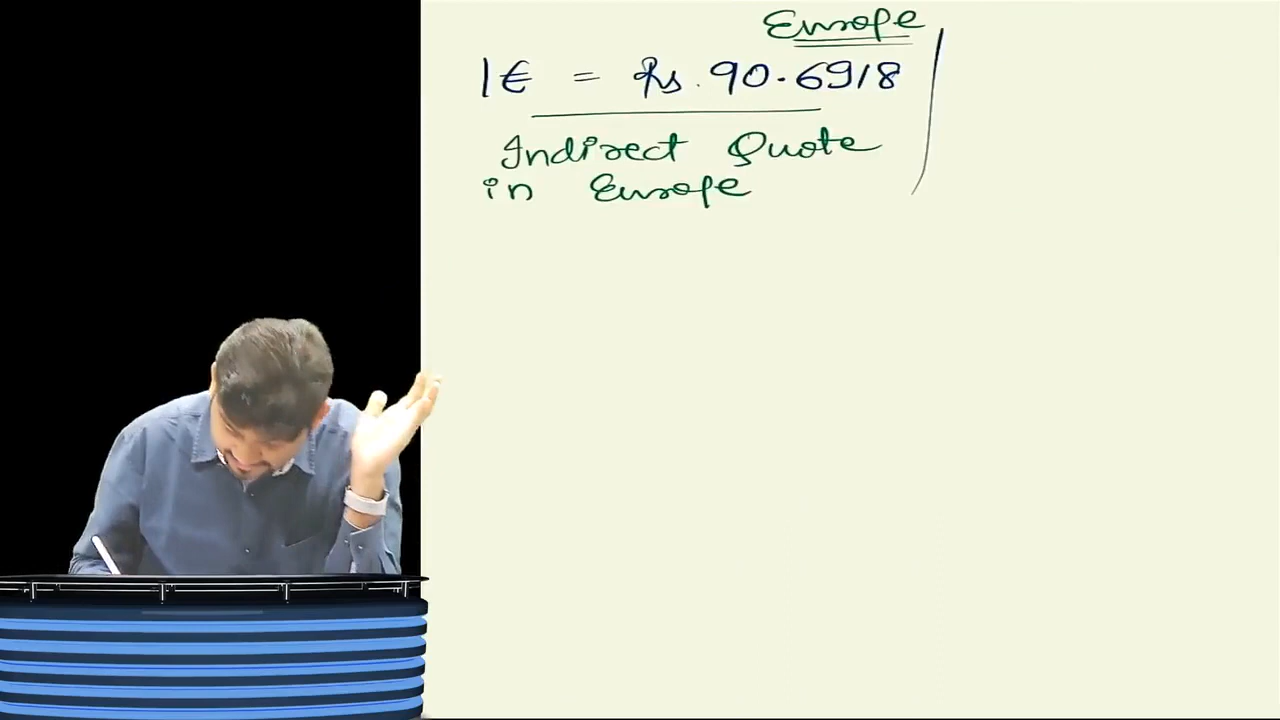 Europe
1€ = Rs. 90.6918
Indirect Quote
in Europe